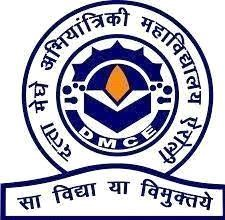 दत्ता मेघे अभियांत्रिकी महाविद्यालय ऐरोली
DMCE
सा विद्या या विमुक्तये